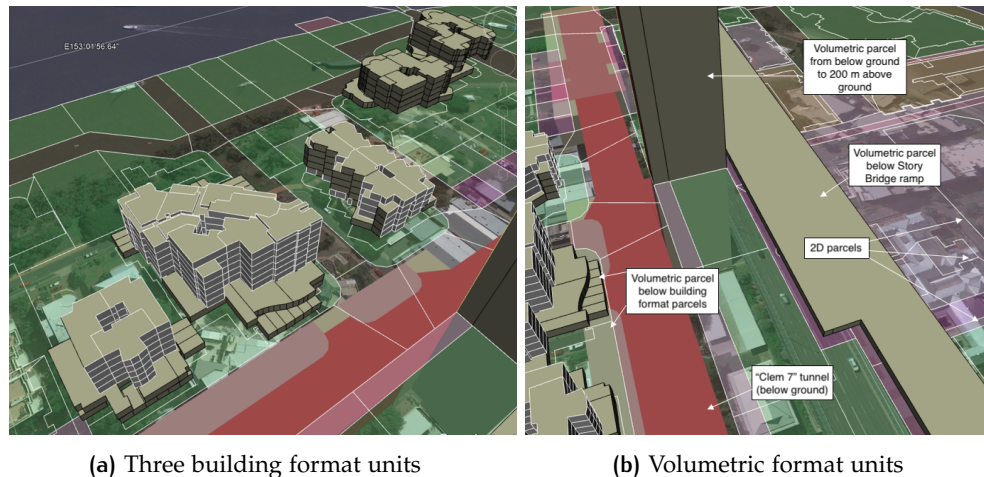 E153:01'56.64"
Volumetric parcel
from below ground
to 200 m above
ground
Volumetric parcel
below Story
Bridge ramp
2D parcels
Volumetric parcel
below building
format parcels
"Clem 7" tunnel
(below ground)
(a) Three building format units
(b) Volumetric format units